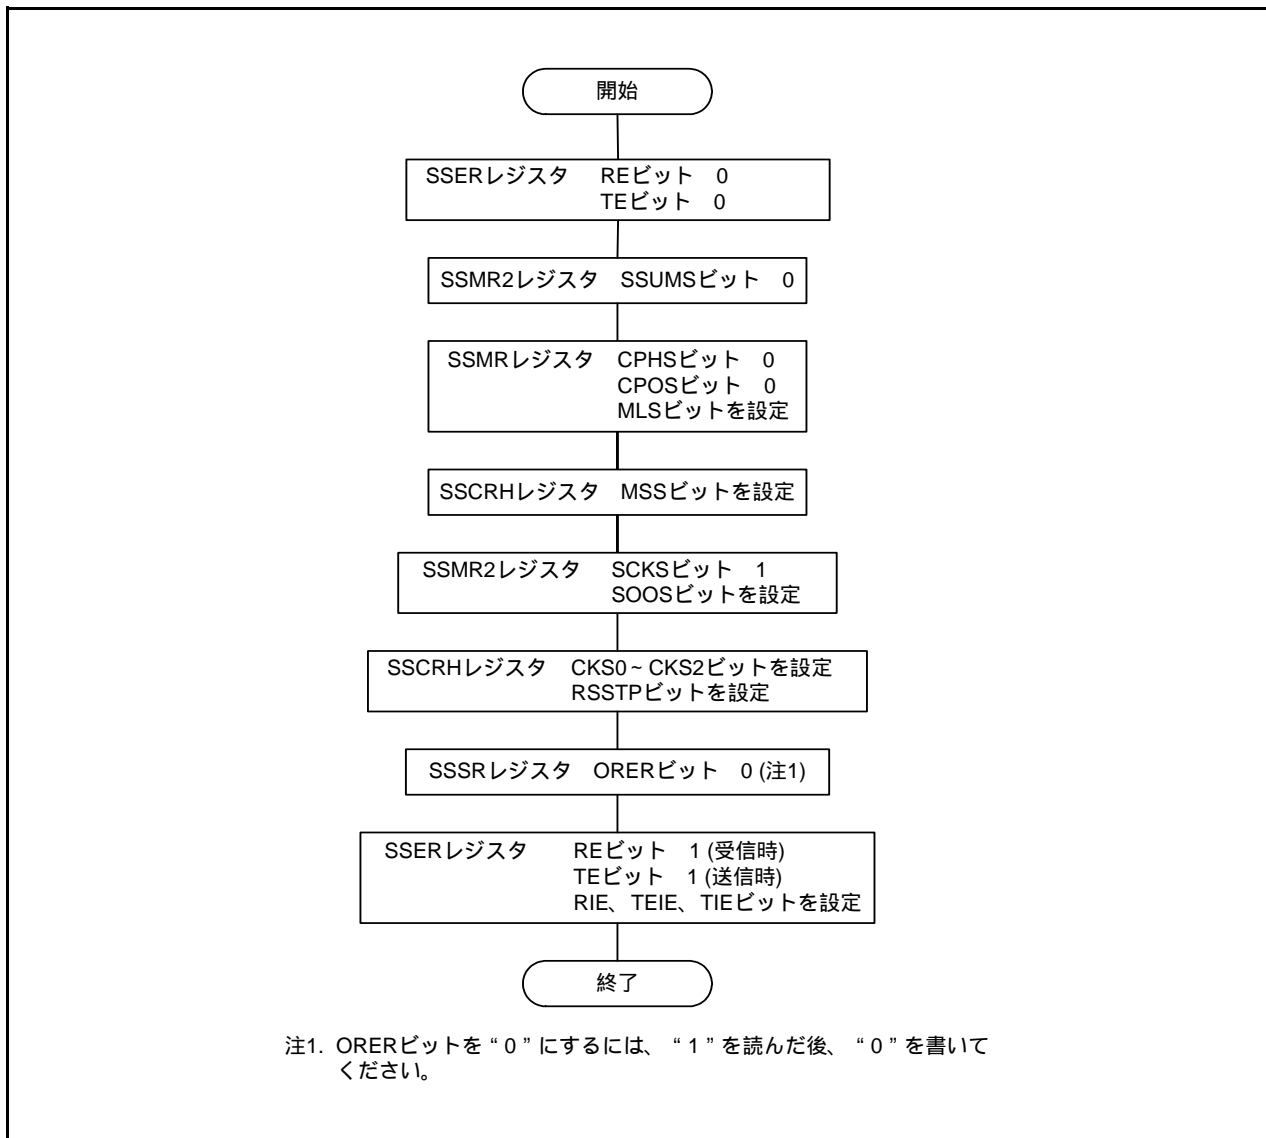 開始
SSERレジスタ REビット 0
TEビット 0
SSMR2レジスタ SSUMSビット 0
SSMRレジスタ CPHSビット 0
CPOSビット 0
MLSビットを設定
SSCRHレジスタ MSSビットを設定
SSMR2レジスタ SCKSビット 1
SOOSビットを設定
SSCRHレジスタ CKS0~CKS2ビットを設定
RSSTPビットを設定
SSSRレジスタ ORERビット 0 (注1)
SSERレジスタ REビット 1 (受信時)
TEビット 1 (送信時)
RIE、TEIE、TIEビットを設定
終了
注1. ORERビットを“0”にするには、“1”を読んだ後、“0”を書いて
ください。